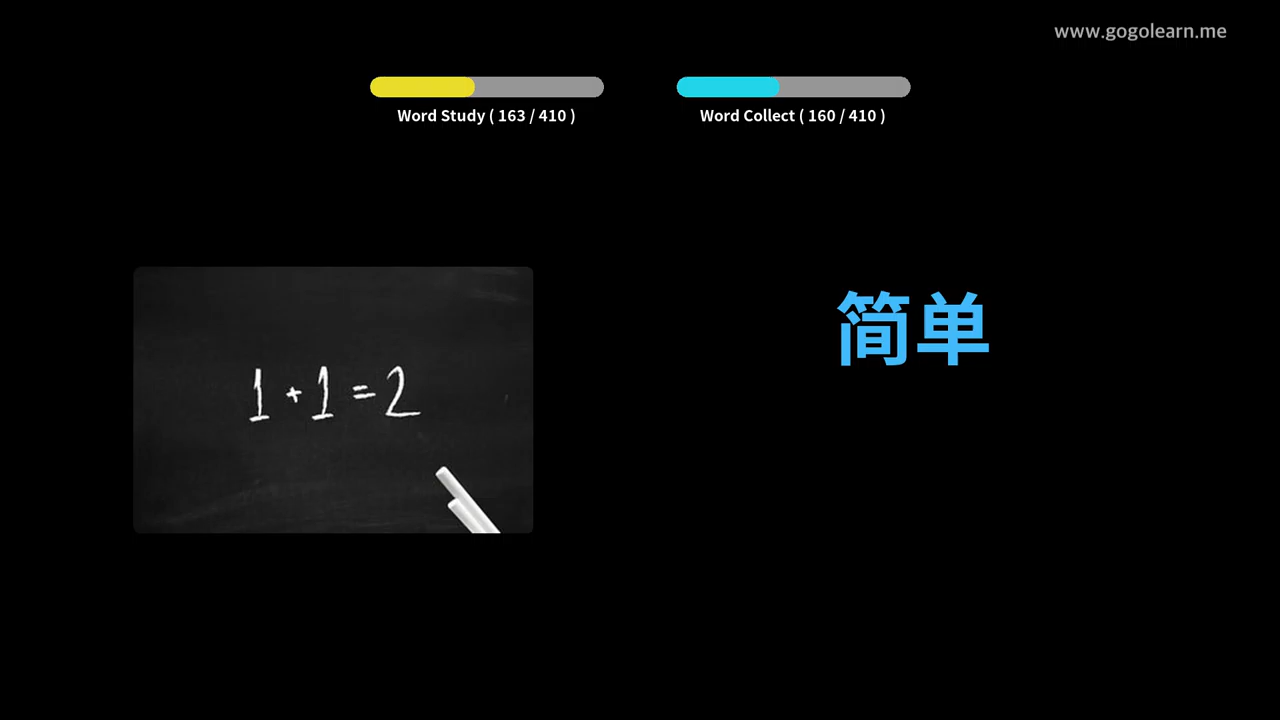 www.gogolearn.me
Word Study ( 163 / 410 )
Word Collect ( 160 / 410 )
简单
1 + 1 = 2